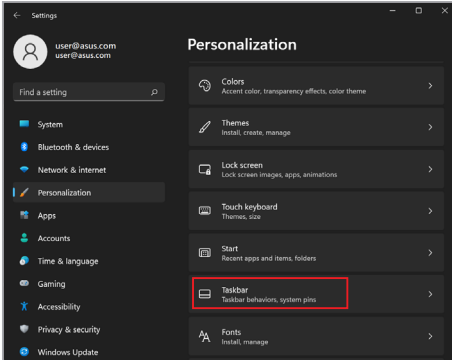 Settings
user@asus.com
user@asus.com
Find a setting
System
Bluetooth & devices
Network & internet
Personalization
Apps
Accounts
Time & language
Gaming
Accessibility
Privacy & security
Windows Update
Personalization
Colors
Accent color, transparency effects, color theme
Themes
Install, create, manage
Lock screen
Lock screen images, apps, animations
Touch keyboard
Themes, size
Start
Recent apps and items, folders
Taskbar
Taskbar behaviors, system pins
Fonts
Install, manage